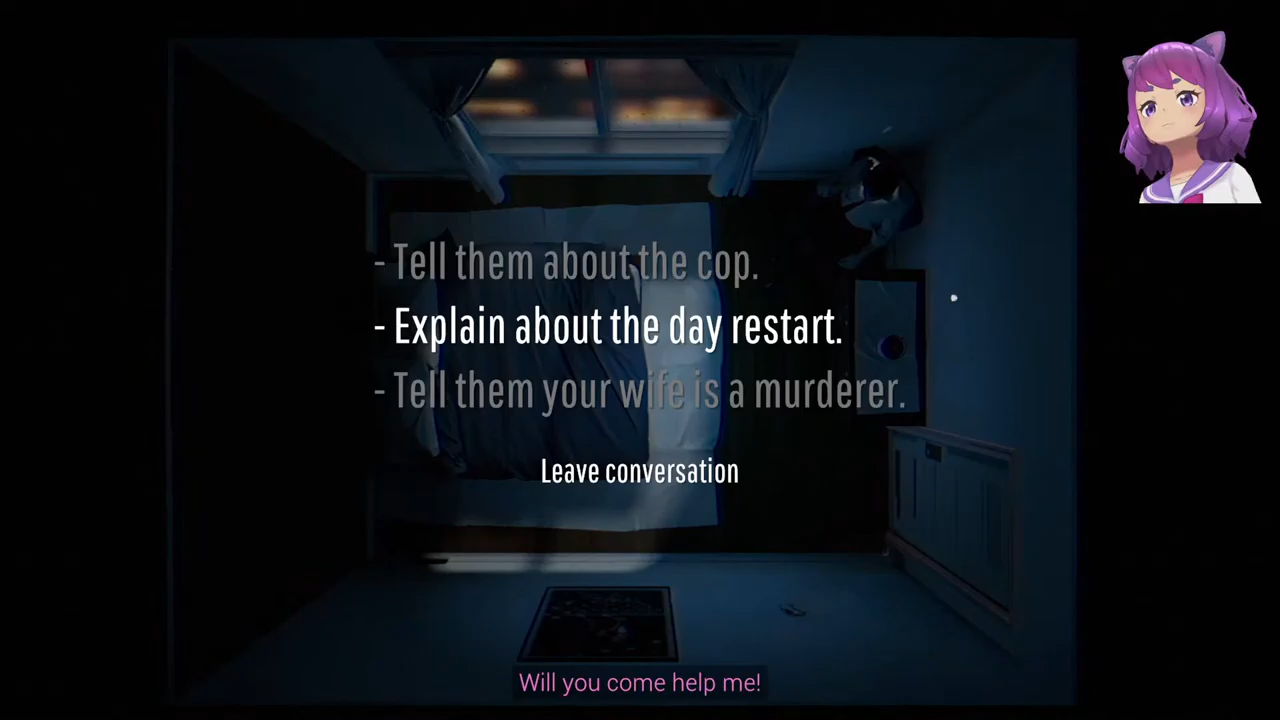 - Tell them about the cop.
- Explain about the day restart.
- Tell them your wife is a murderer.
Leave conversation
Will you come help me!